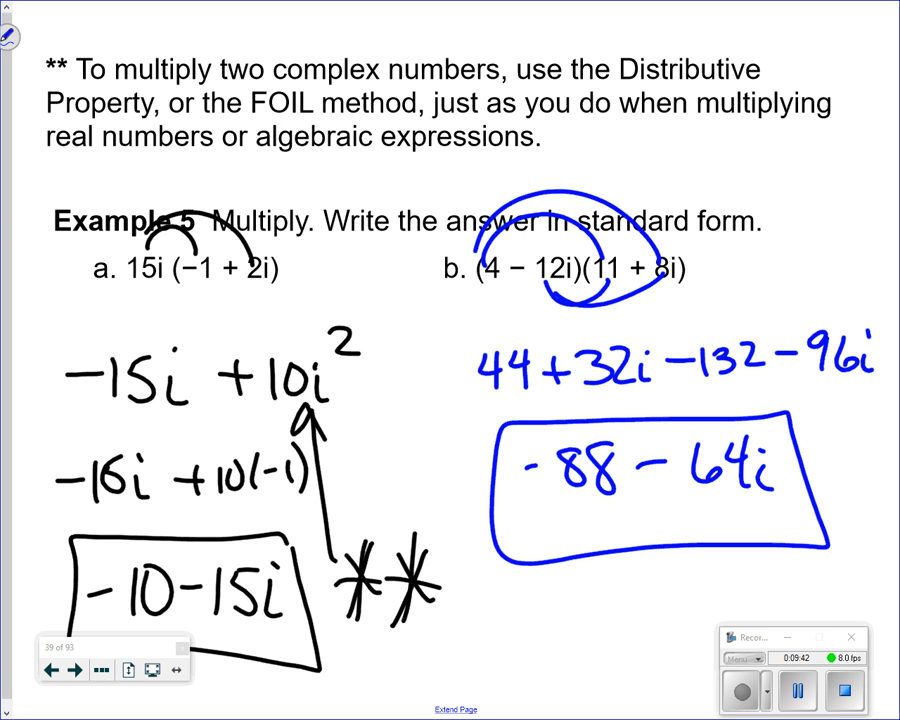 ** To multiply two complex numbers, use the Distributive
Property, or the FOIL method, just as you do when multiplying
real numbers or algebraic expressions.
Example 5 Multiply. Write the answer in standard form.
a. 15i (−1 + 2i)
b. (4 − 12i)(11 + 8i)
-15i +10i²
-15i +10(-1)
-10-15i
**
44+32i-132-96i
-88-64i
39 of 93
Recor...
Menu
0:09:42
8.0 fps
Extend Page